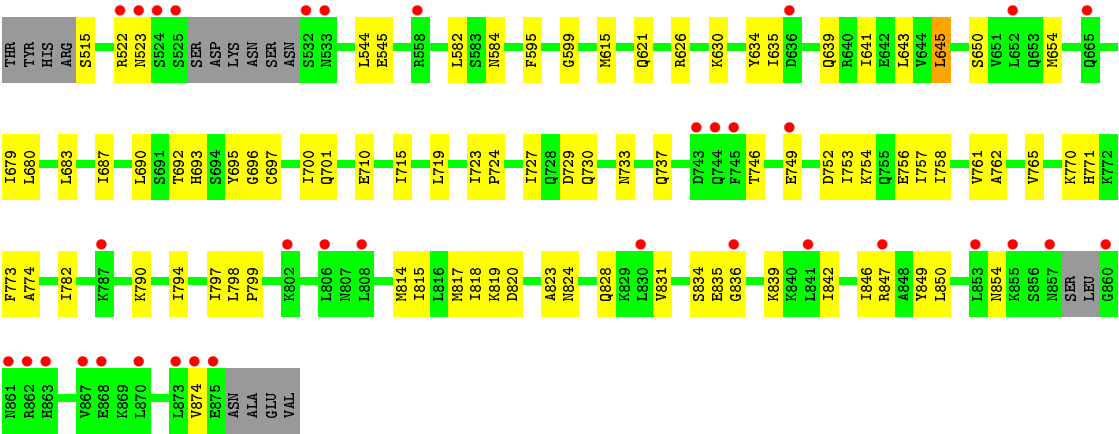 THR TYR HIS ARG S515 R522 N523 S524 S525 SER ASP LYS ASN SER ASN S532 N533 L544 E545 R558 L582 S583 N584 F595 G599 M615 Q621 R626 K630 Y634 I635 D636 Q639 R640 I641 E642 L643 V644 L645 S650 V651 L652 Q653 M654 Q665
I679 L680 L683 I687 L690 S691 T692 H693 S694 Y695 G696 C697 I700 Q701 E710 I715 L719 I723 P724 I727 Q728 D729 Q730 N733 Q737 D743 Q744 F745 T746 E749 D752 I753 K754 Q755 E756 I757 I758 V761 A762 V765 K770 H771 K772
F773 A774 I782 K787 K790 I794 I797 L798 P799 K802 L806 N807 L808 M814 I815 L816 M817 I818 K819 D820 A823 N824 Q828 K829 L830 V831 S834 E835 G836 K839 K840 L841 I842 I846 R847 A848 Y849 L850 L853 N854 K855 S856 N857 SER LEU G860
N861 R862 H863 V867 E868 K869 L870 L873 V874 E875 ASN ALA GLU VAL